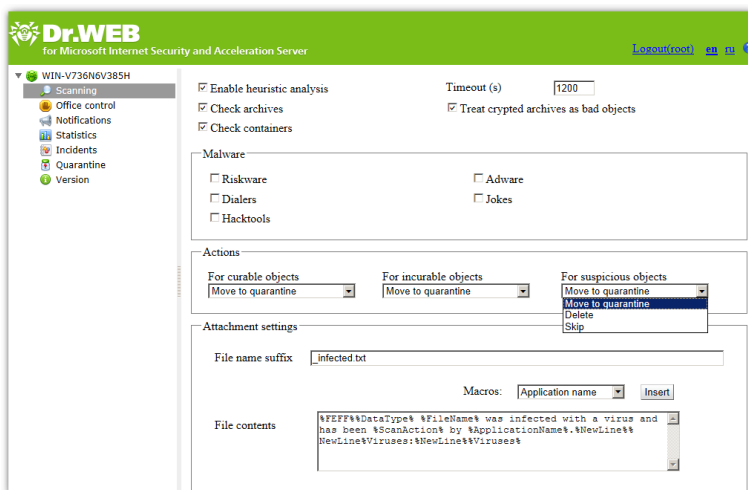 Dr.WEB
for Microsoft Internet Security and Acceleration Server
Logout(root) en ru
WIN-V736N6V385H
Scanning
Office control
Notifications
Statistics
Incidents
Quarantine
Version
Enable heuristic analysis
Timeout (s) 1200
Check archives
Treat crypted archives as bad objects
Check containers
Malware
Riskware
Adware
Dialers
Jokes
Hacktools
Actions
For curable objects
For incurable objects
For suspicious objects
Move to quarantine
Move to quarantine
Move to quarantine
Move to quarantine
Delete
Skip
Attachment settings
File name suffix _infected.txt
Macros: Application name Insert
File contents
%FEFF%%DataType% %FileName% was infected with a virus and
has been %ScanAction% by %ApplicationName%.%NewLine%%
NewLine%Viruses:%NewLine%%Viruses%